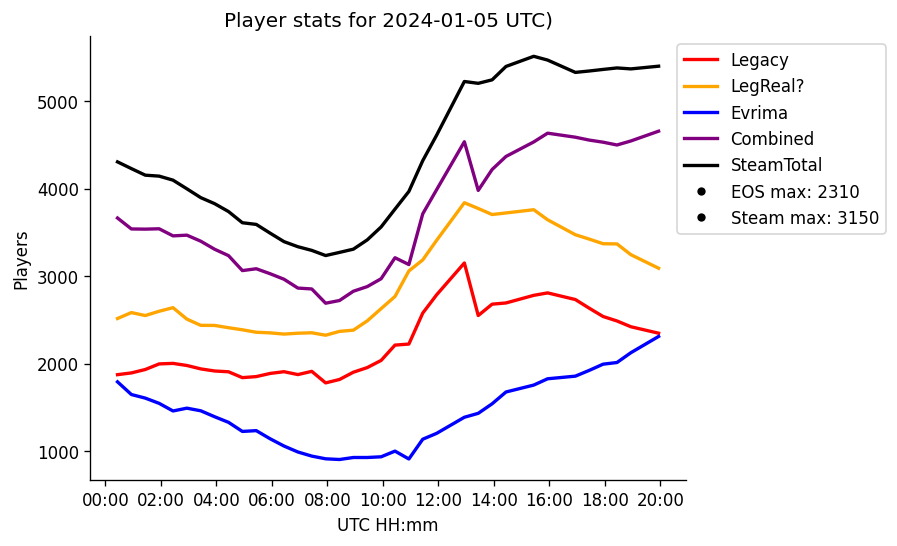 Player stats for 2024-01-05 UTC)
Legacy
LegReal?
Evrima
Combined
SteamTotal
EOS max: 2310
Steam max: 3150
Players
5000
4000
3000
2000
1000
00:00 02:00 04:00 06:00 08:00 10:00 12:00 14:00 16:00 18:00 20:00
UTC HH:mm